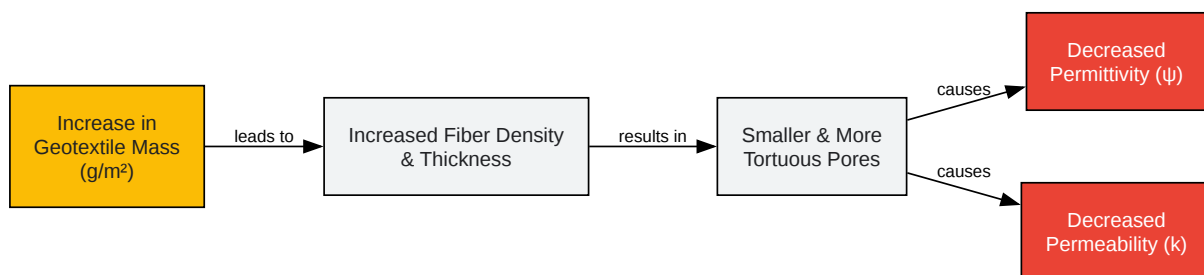 Increase in
Geotextile Mass
(g/m²)
leads to
Increased Fiber Density
& Thickness
results in
Smaller & More
Tortuous Pores
causes
Decreased
Permittivity (ψ)
causes
Decreased
Permeability (k)